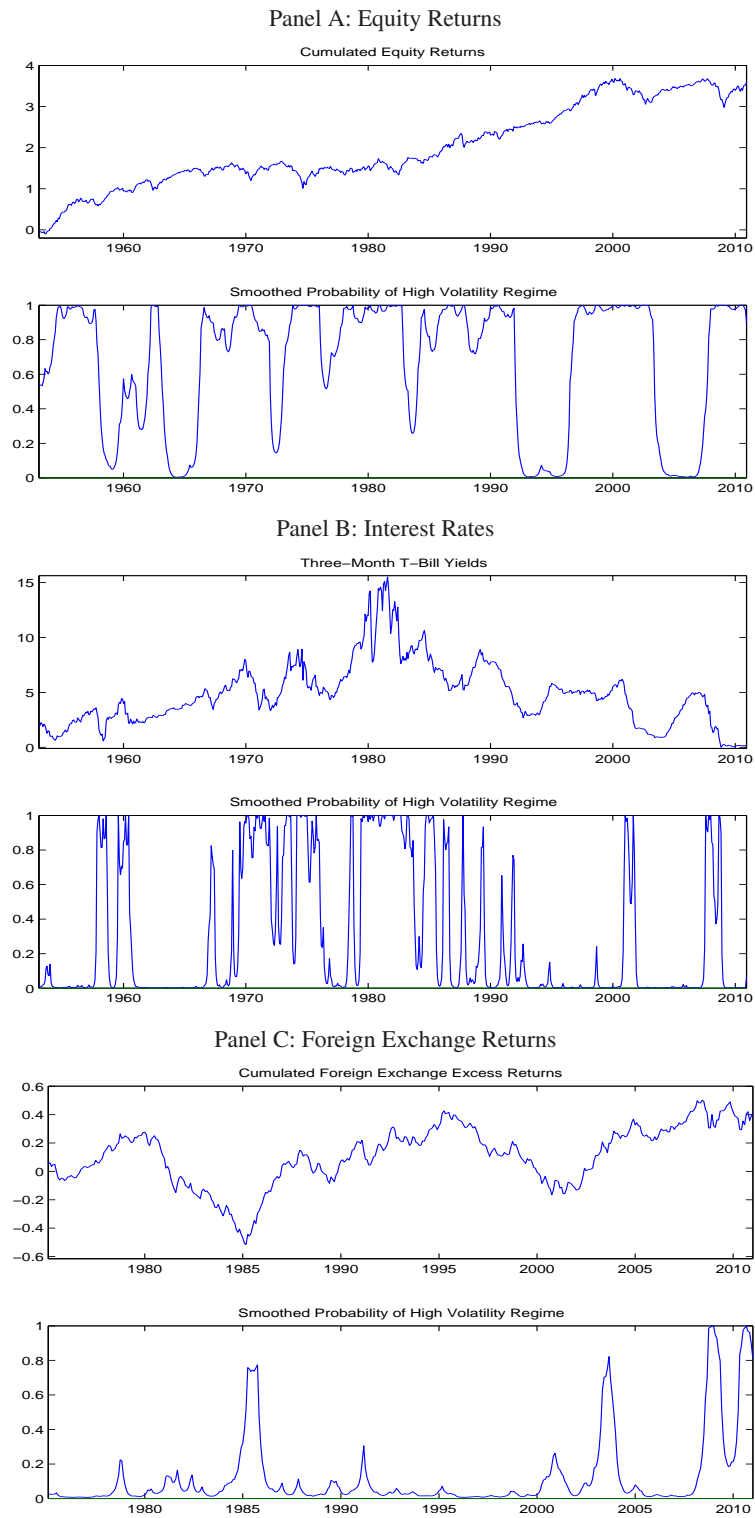 Panel A: Equity Returns
Cumulated Equity Returns
4
3
2
1
0
1960 1970 1980 1990 2000 2010
Smoothed Probability of High Volatility Regime
1
0.8
0.6
0.4
0.2
0
1960 1970 1980 1990 2000 2010
Panel B: Interest Rates
Three−Month T−Bill Yields
15
10
5
0
1960 1970 1980 1990 2000 2010
Smoothed Probability of High Volatility Regime
1
0.8
0.6
0.4
0.2
0
1960 1970 1980 1990 2000 2010
Panel C: Foreign Exchange Returns
Cumulated Foreign Exchange Excess Returns
0.6
0.4
0.2
0
−0.2
−0.4
−0.6
1980 1985 1990 1995 2000 2005 2010
Smoothed Probability of High Volatility Regime
1
0.8
0.6
0.4
0.2
0
1980 1985 1990 1995 2000 2005 2010